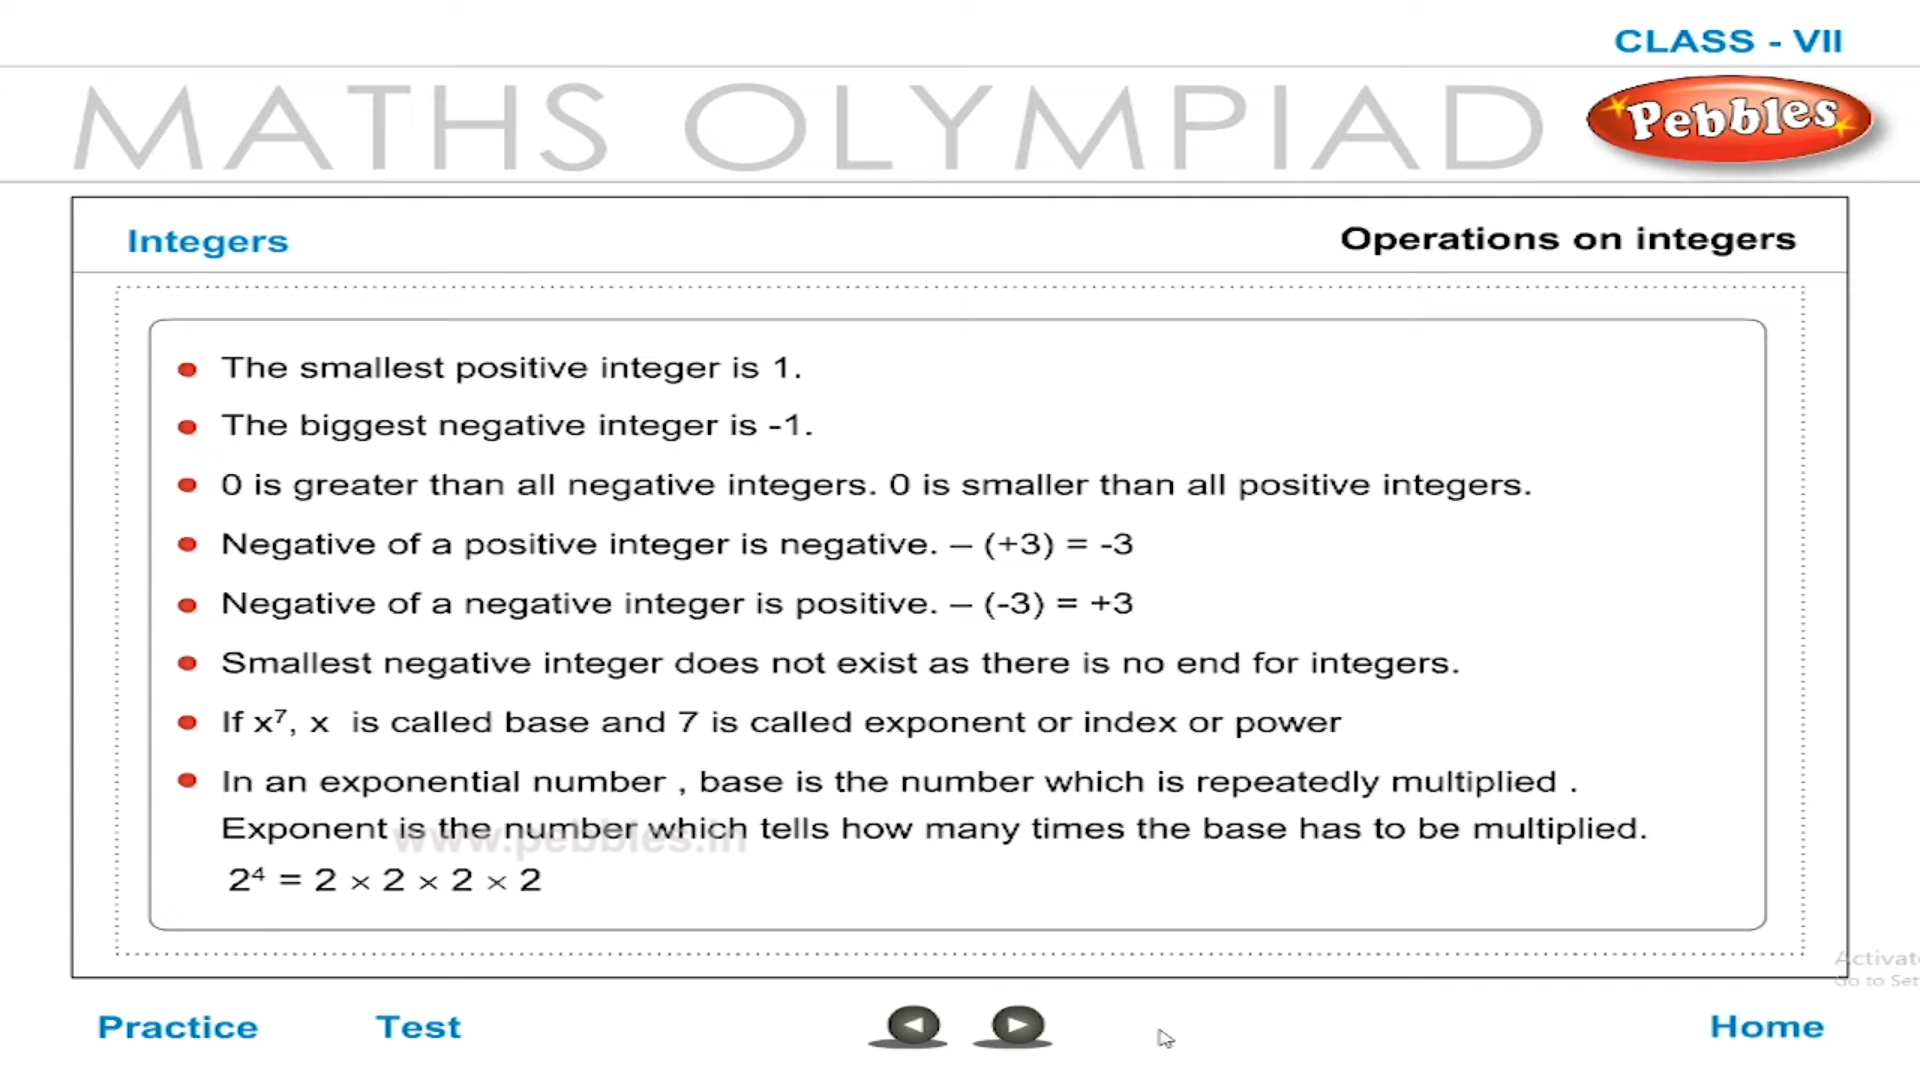 CLASS - VII
MATHS OLYMPIAD
Pebbles
Integers
Operations on integers
The smallest positive integer is 1.
The biggest negative integer is -1.
0 is greater than all negative integers. 0 is smaller than all positive integers.
Negative of a positive integer is negative. – (+3) = -3
Negative of a negative integer is positive. – (-3) = +3
Smallest negative integer does not exist as there is no end for integers.
If x⁷, x is called base and 7 is called exponent or index or power
In an exponential number , base is the number which is repeatedly multiplied .
Exponent is the number which tells how many times the base has to be multiplied.
www.pebbles.in
2⁴ = 2 × 2 × 2 × 2
Activat
Go to Set
Practice
Test
Home